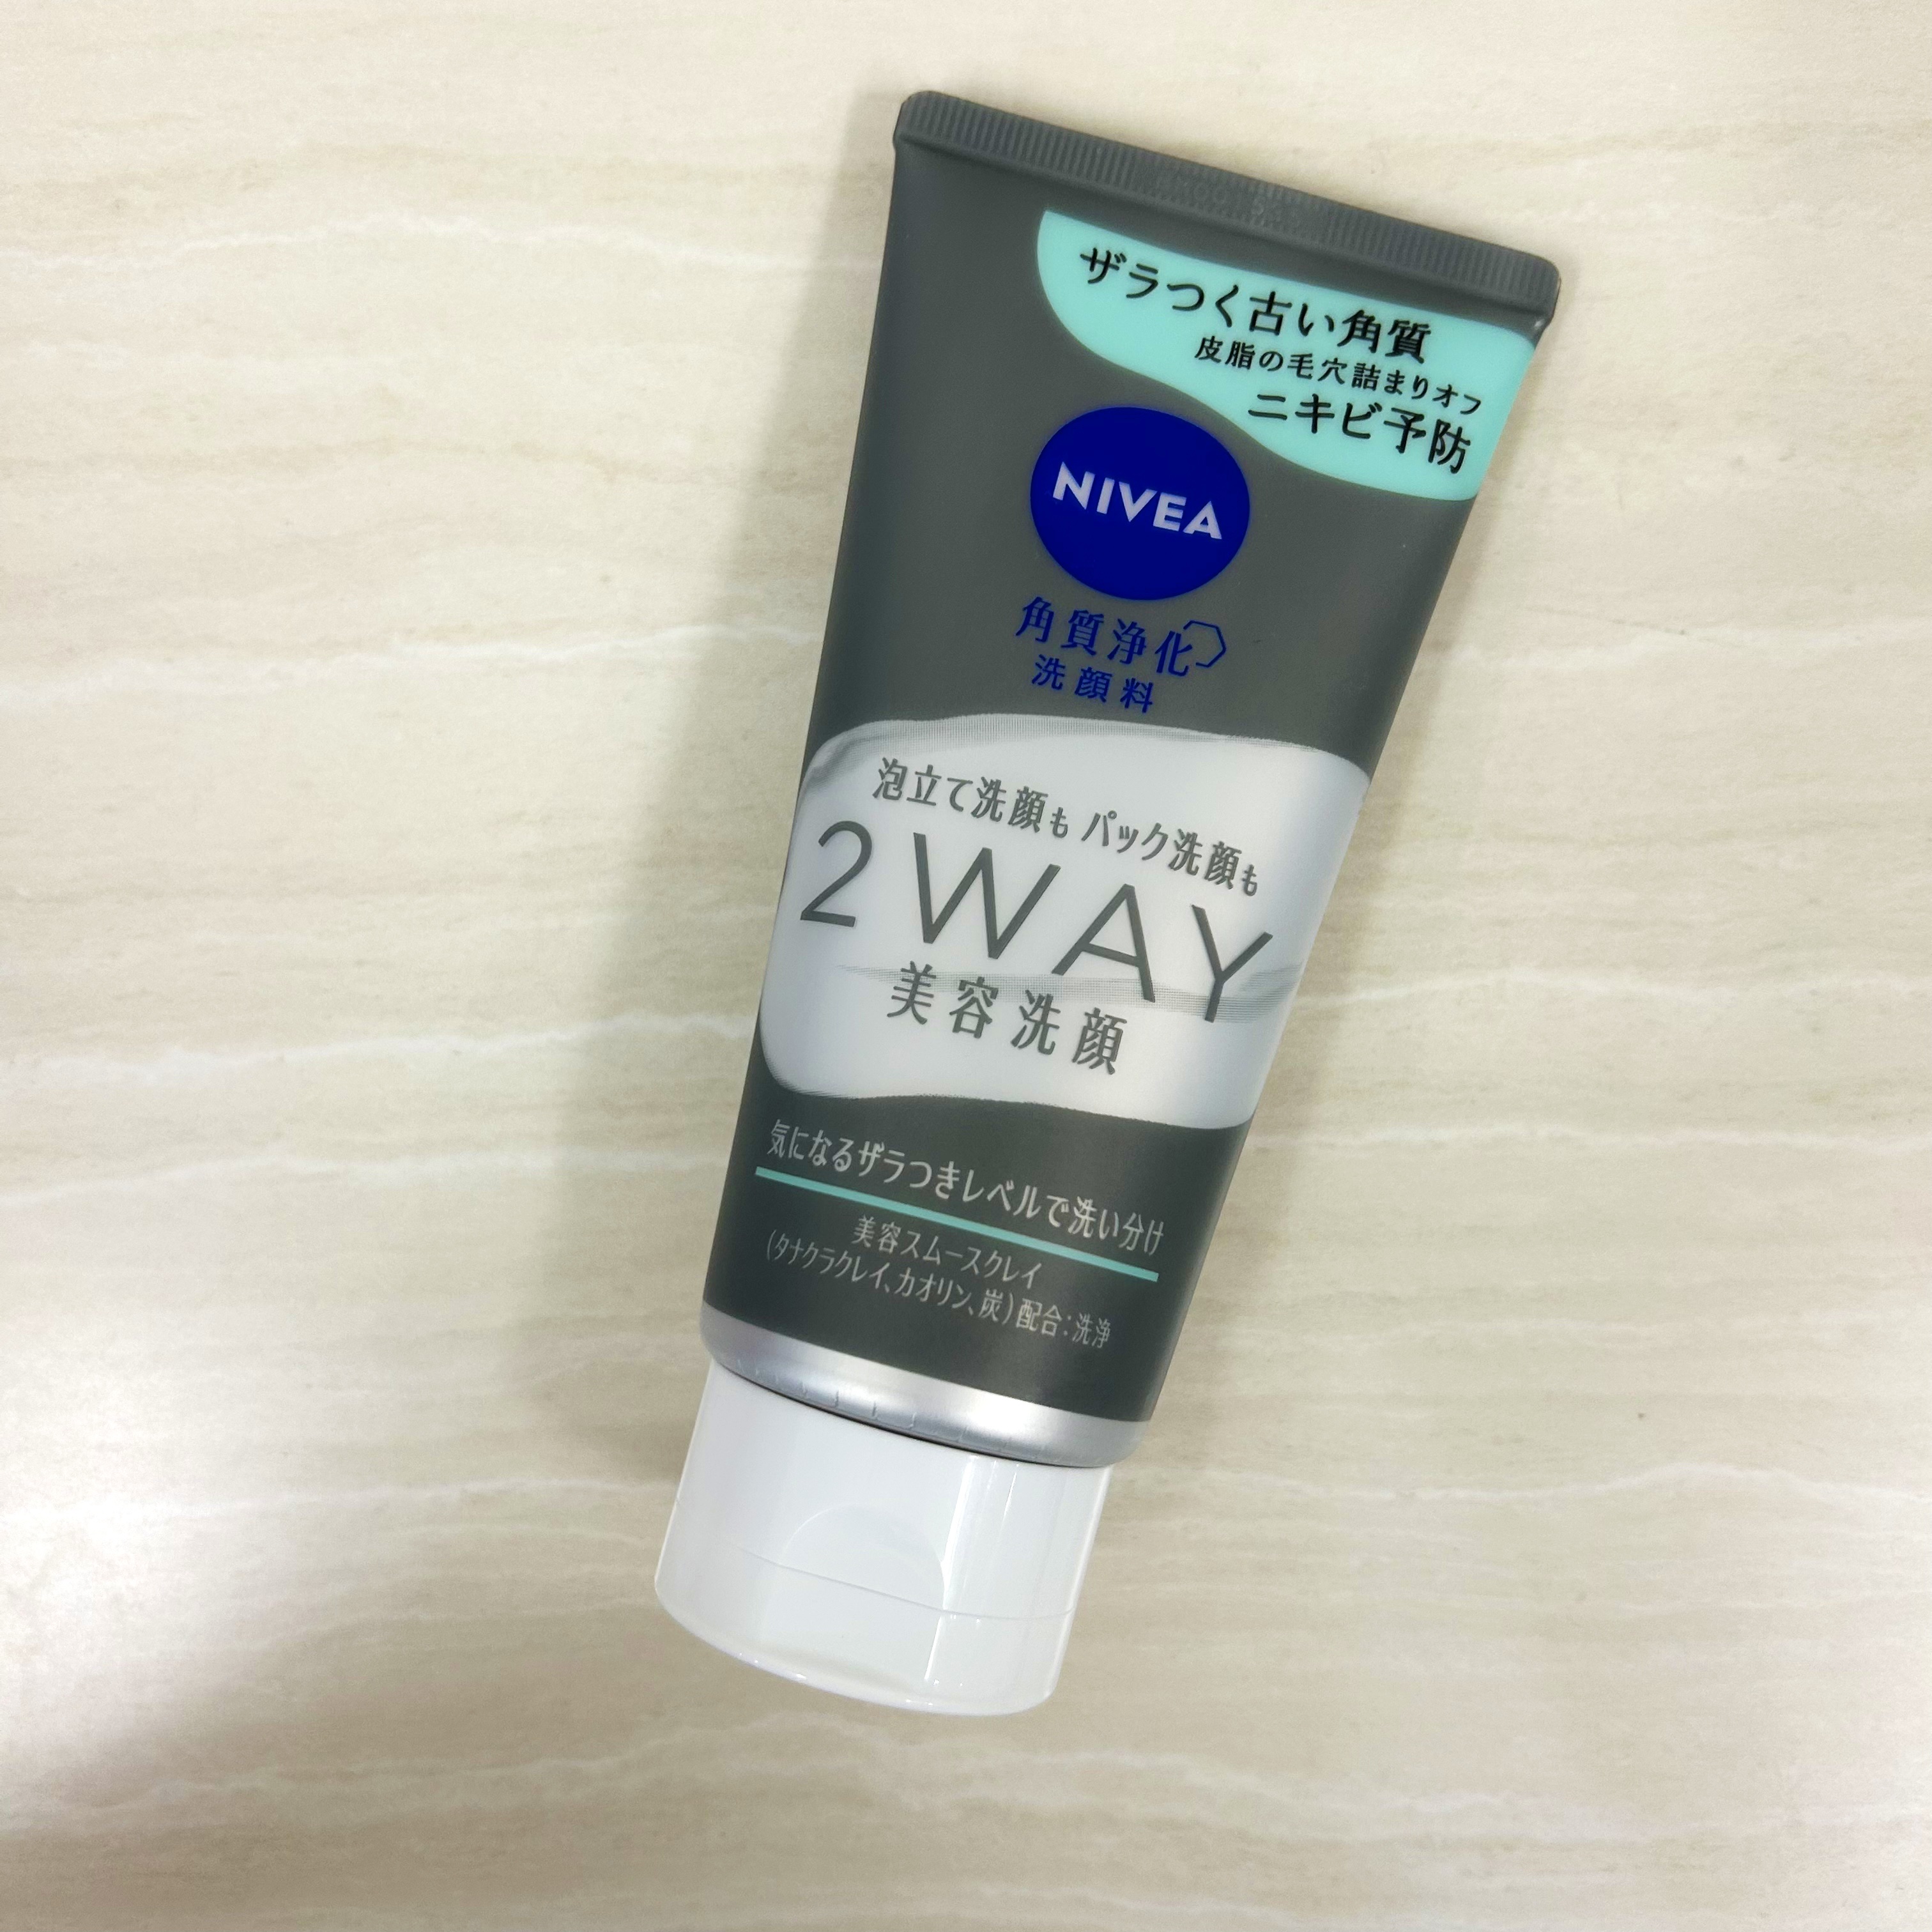 ザラつく古い角質
皮脂の毛穴詰まりオフ
ニキビ予防
NIVEA
角質浄化
洗顔料
泡立て洗顔も パック洗顔も
2WAY
美容洗顔
気になるザラつきレベルで洗い分け
美容スムースクレイ
(タナクラクレイ、カオリン、炭)配合:洗浄